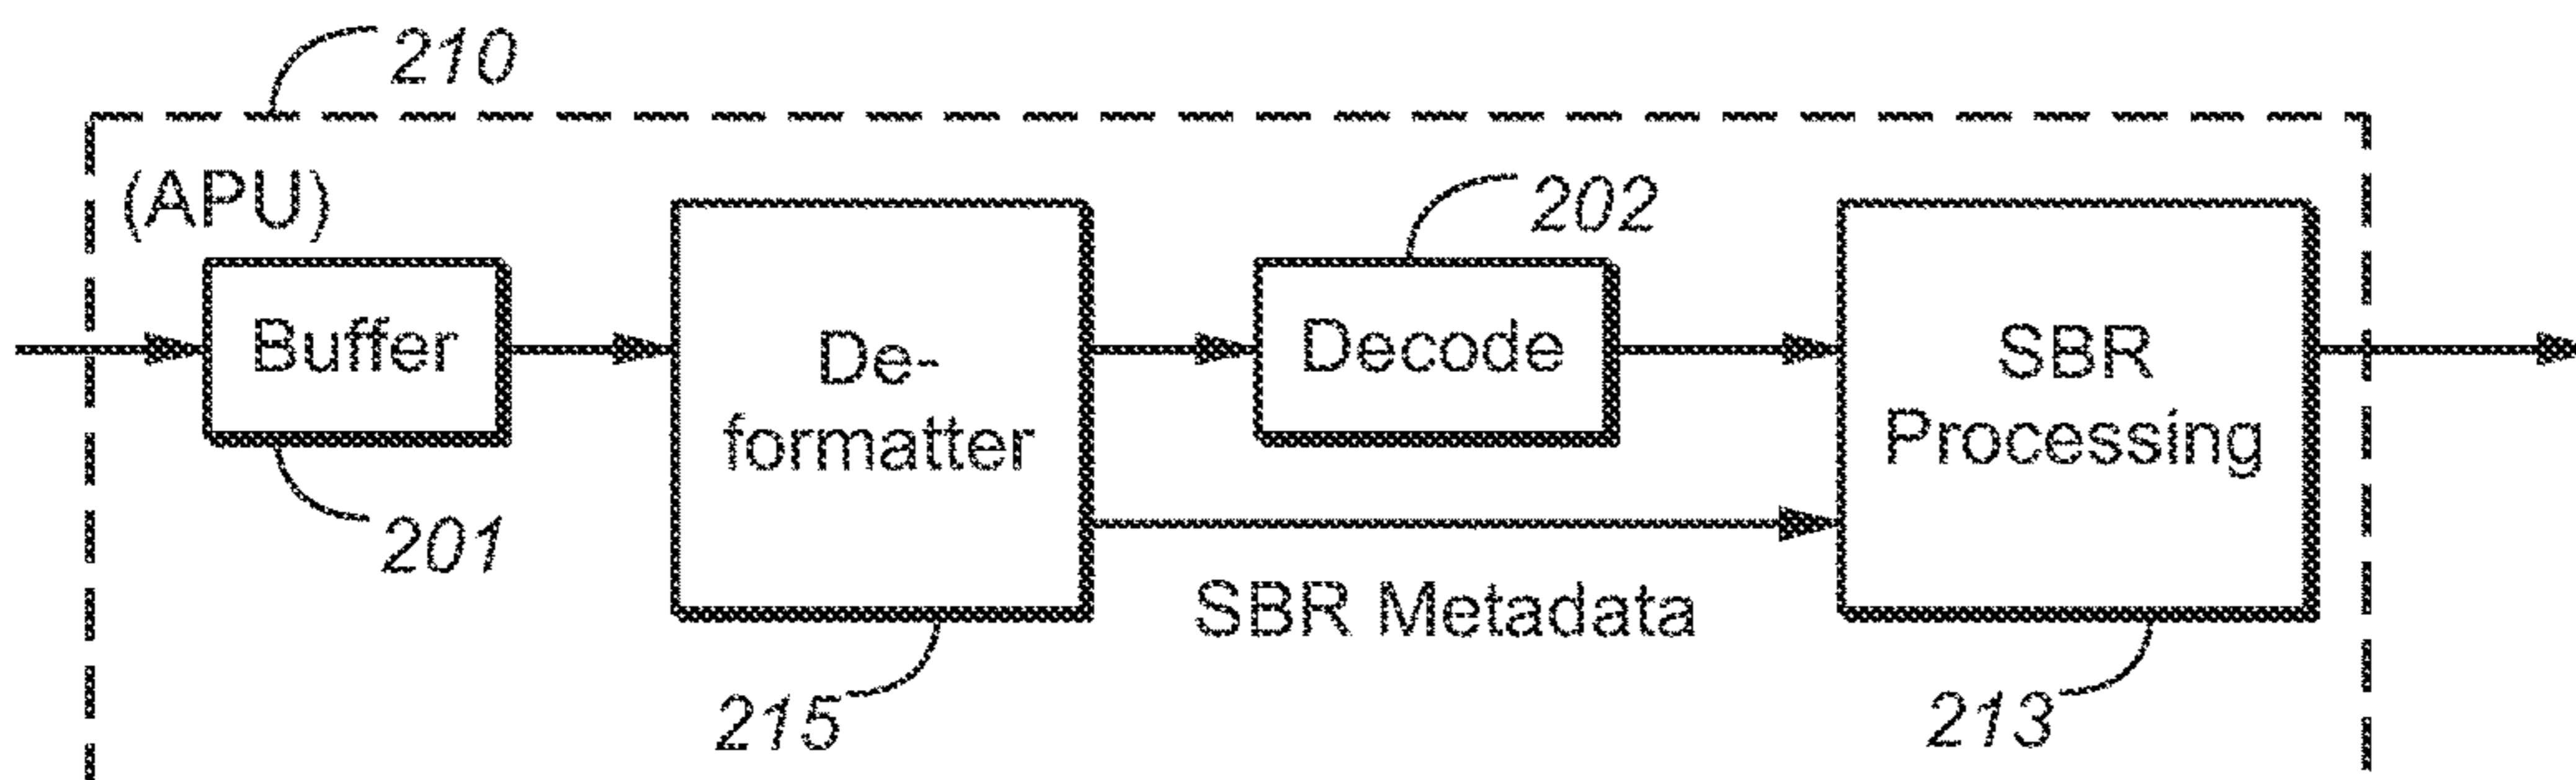 210
(APU)
202
Buffer
De-
formatter
Decode
SBR
Processing
201
SBR Metadata
215
213